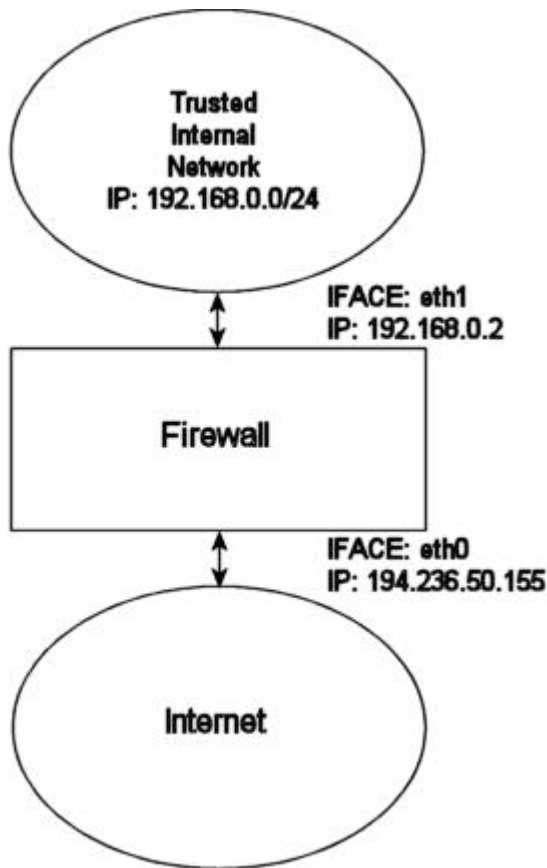 Trusted
Internal
Network
IP: 192.168.0.0/24
IFACE: eth1
IP: 192.168.0.2
Firewall
IFACE: eth0
IP: 194.236.50.155
Internet